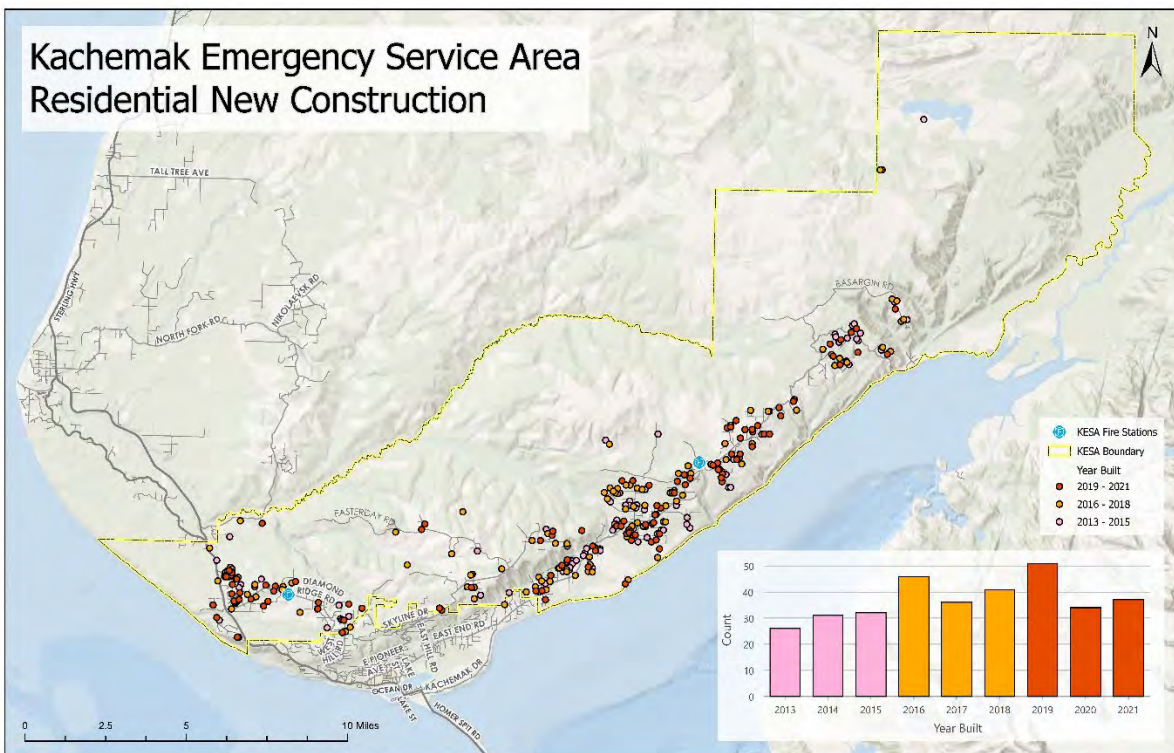 Kachemak Emergency Service Area
Residential New Construction
N
TALL TREE AVE
STERLING HWY
NIKOLAEVSK RD
NORTH FORK RD
BASARGIN RD
EASTERDAY RD
DIAMOND
RIDGE RD
SKYLINE DR
WEST
HILL RD
EAST HILL RD
EAST END RD
E PIONEER
AVE
LAKE
ST
OCEAN DR
KACHEMAK DR
LAKE ST
HOMER SPIT RD
KESA Fire Stations
KESA Boundary
Year Built
2019 - 2021
2016 - 2018
2013 - 2015
50
40
30
20
10
0
Count
2013 2014 2015 2016 2017 2018 2019 2020 2021
Year Built
0 2.5 5 10 Miles